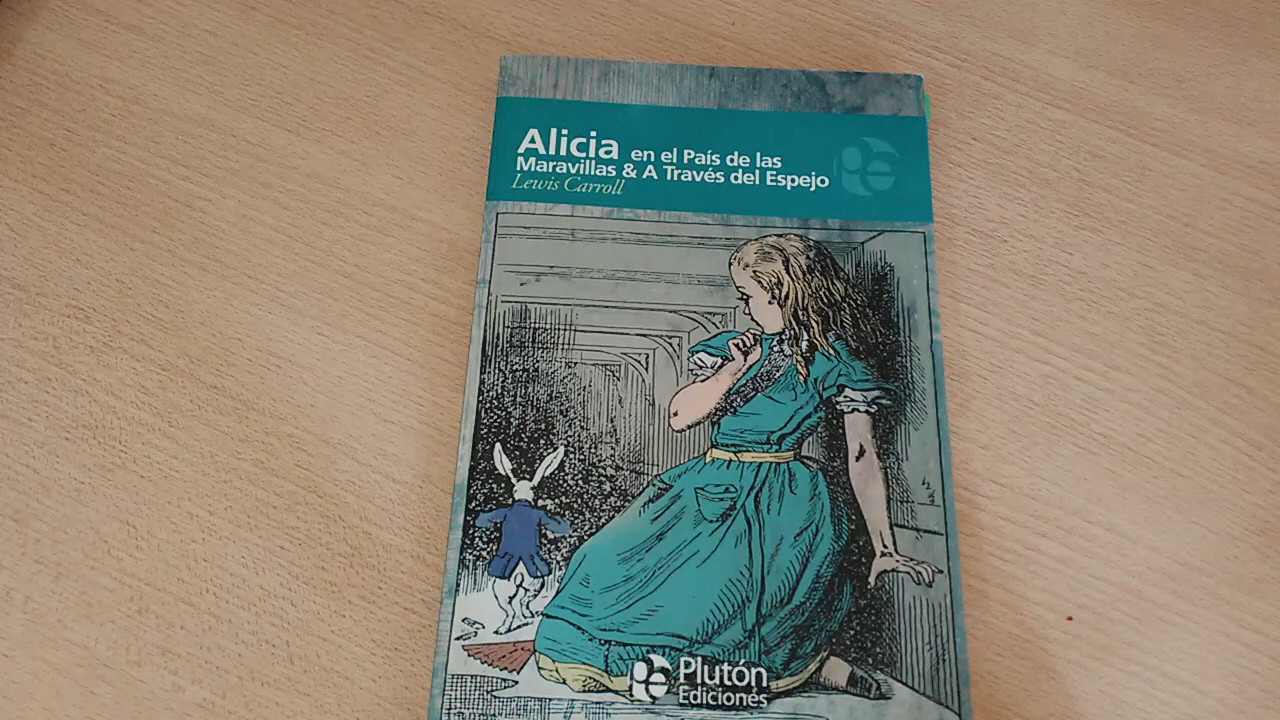 Alicia en el País de las
Maravillas & A Través del Espejo
Lewis Carroll
Plutón
Ediciones